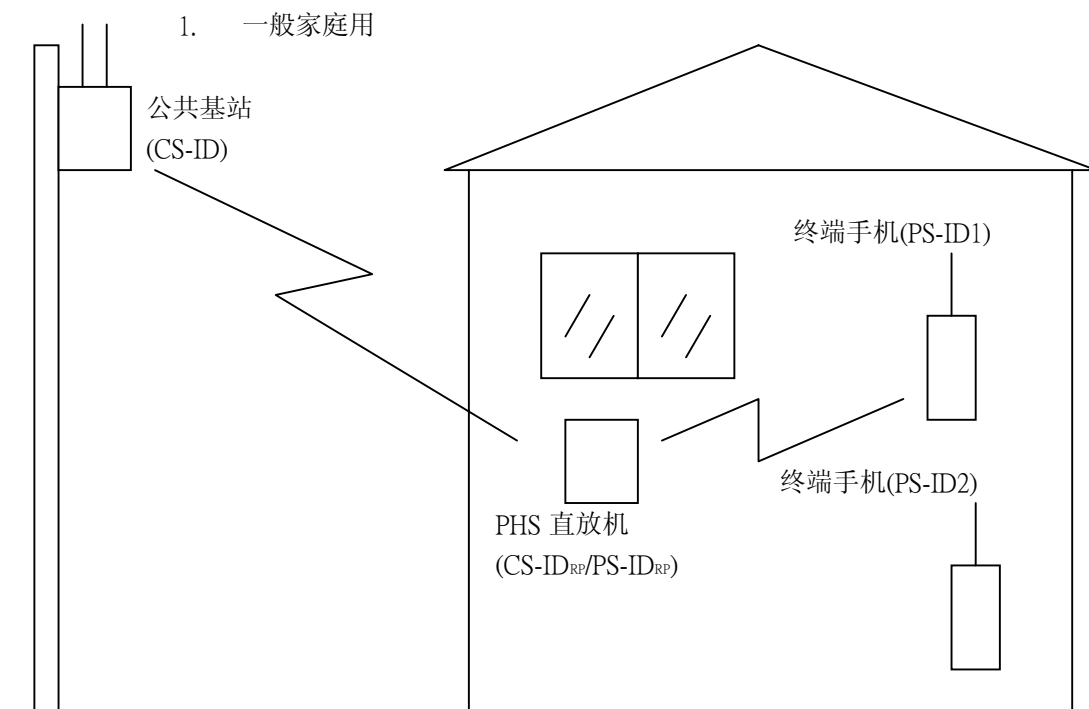 1. 一般家庭用
公共基站
(CS-ID)
终端手机(PS-ID1)
终端手机(PS-ID2)
PHS 直放机
(CS-IDRP/PS-IDRP)